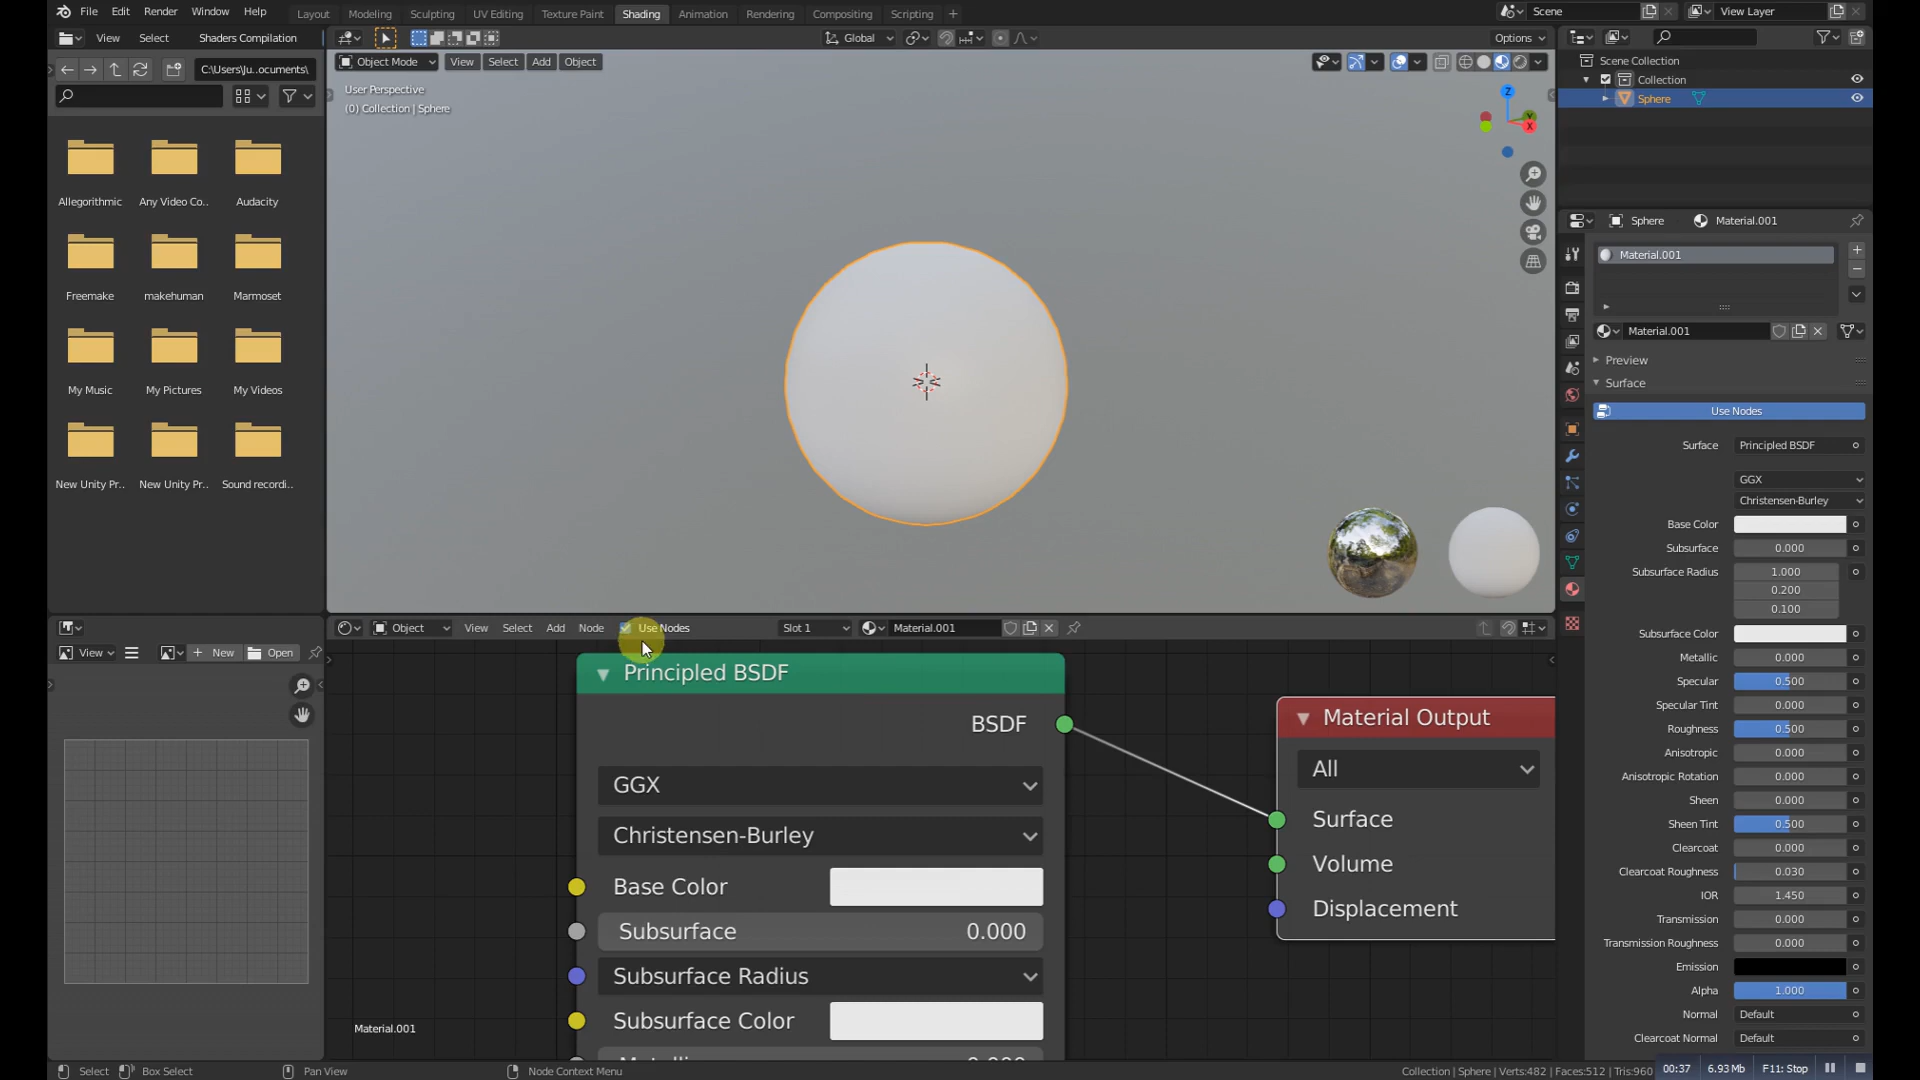 File Edit Render Window Help Layout Modeling Sculpting UV Editing Texture Paint Shading Animation Rendering Compositing Scripting + Scene View Layer
View Select Shaders Compilation Global Options
C:\Users\Ju..ocuments\ Object Mode View Select Add Object
User Perspective
(0) Collection | Sphere
Scene Collection
Collection
Sphere
Z
Y
X
Allegorithmic Any Video Co.. Audacity
Freemake makehuman Marmoset
My Music My Pictures My Videos
New Unity Pr.. New Unity Pr.. Sound recordi..
Sphere Material.001
Material.001
Material.001
Preview
Surface
Use Nodes
Surface Principled BSDF
GGX
Christensen-Burley
Base Color
Subsurface 0.000
Subsurface Radius 1.000
0.200
0.100
Subsurface Color
Metallic 0.000
Specular 0.500
Specular Tint 0.000
Roughness 0.500
Anisotropic 0.000
Anisotropic Rotation 0.000
Sheen 0.000
Sheen Tint 0.500
Clearcoat 0.000
Clearcoat Roughness 0.030
IOR 1.450
Transmission 0.000
Transmission Roughness 0.000
Emission
Alpha 1.000
Normal Default
Clearcoat Normal Default
Object View Select Add Node Use Nodes Slot 1 Material.001
View + New Open
Principled BSDF
BSDF
GGX
Christensen-Burley
Base Color
Subsurface 0.000
Subsurface Radius
Subsurface Color
Material Output
All
Surface
Volume
Displacement
Material.001
Select Box Select Pan View Node Context Menu Collection | Sphere | Verts:482 | Faces:512 | Tris:960
00:37 6.93 Mb F11: Stop